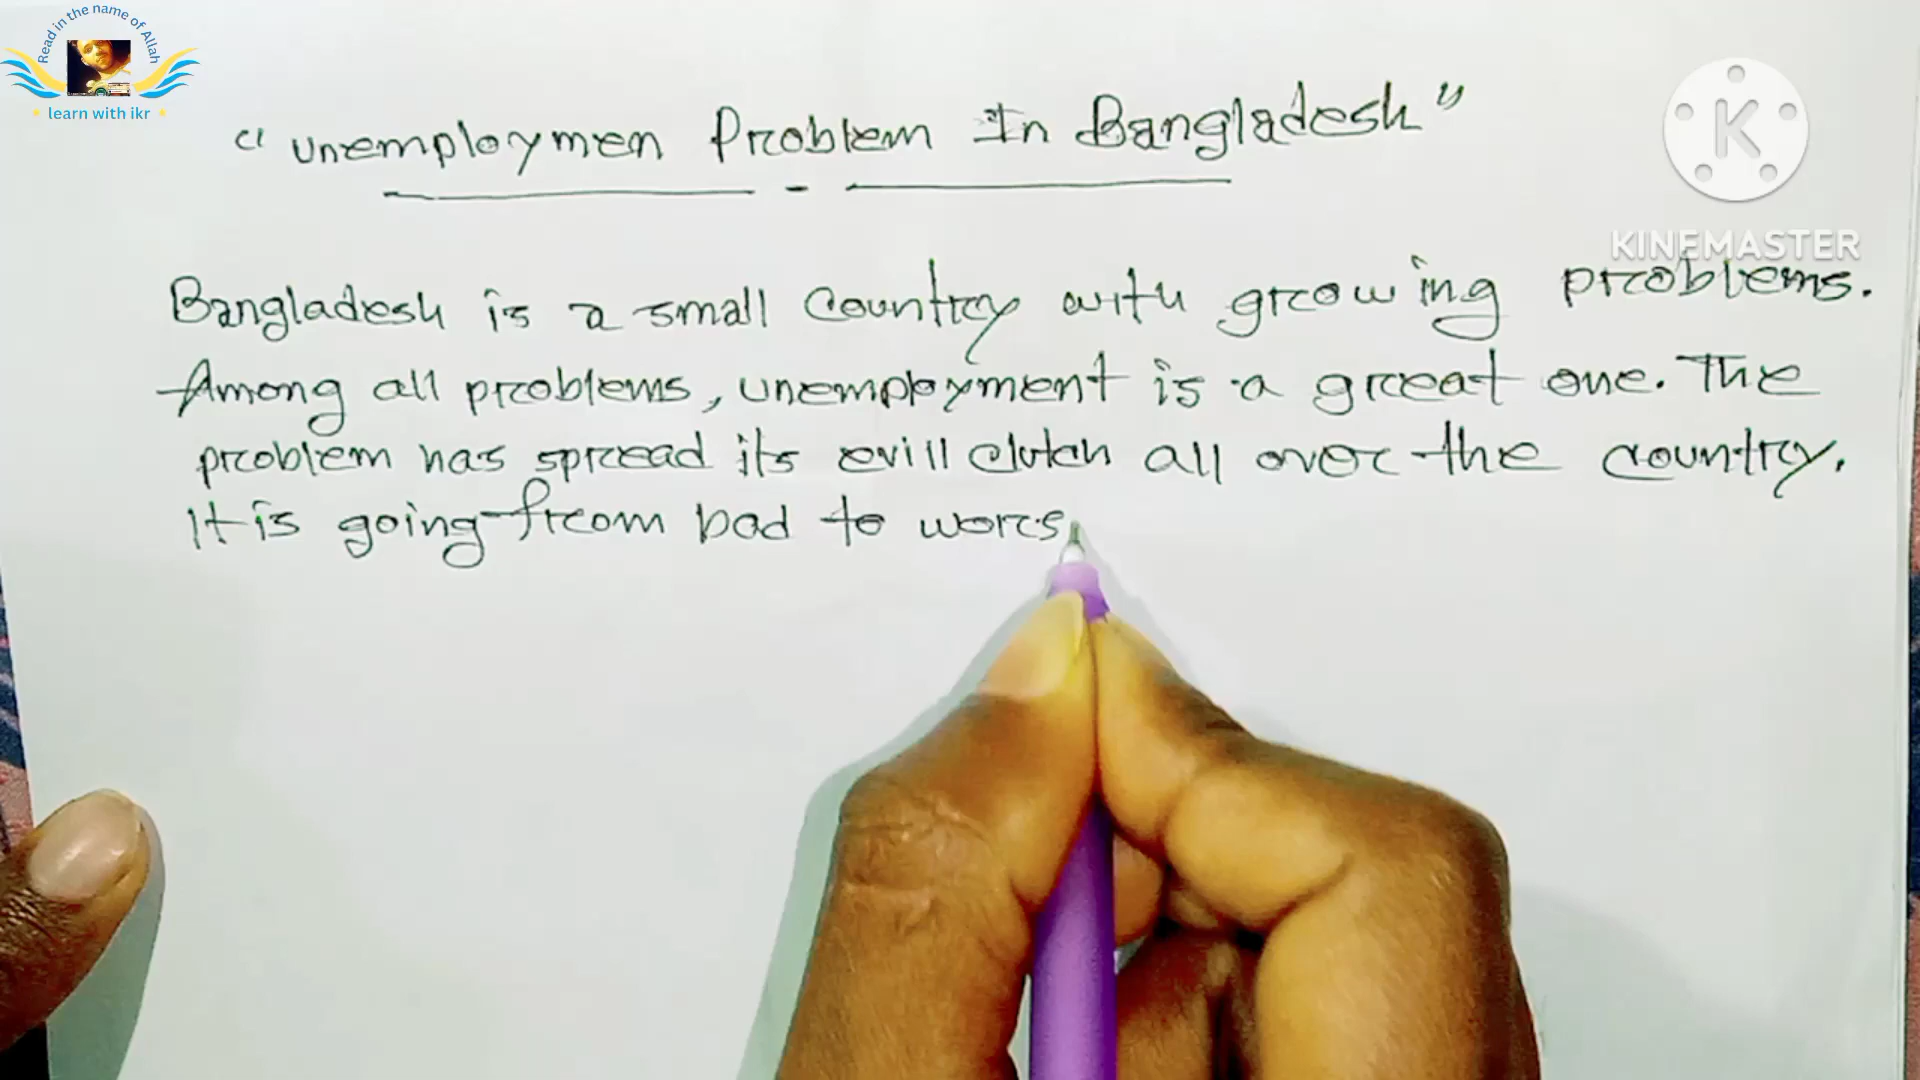 Read in the name of Allah
learn with ikr
KINEMASTER
"Unemploymen Problem In Bangladesh"
Bangladesh is a small country with growing problems.
Among all problems, unemployment is a great one. The
problem has spread its evill clutch all over the country.
It is going from bad to wors